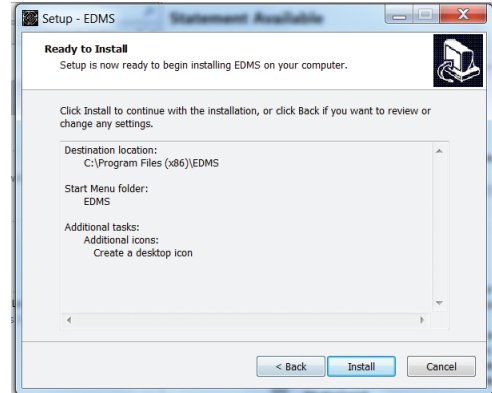 Setup - EDMS
Statement Available
Ready to Install
Setup is now ready to begin installing EDMS on your computer.
Click Install to continue with the installation, or click Back if you want to review or
change any settings.
Destination location:
C:\Program Files (x86)\EDMS
Start Menu folder:
EDMS
Additional tasks:
Additional icons:
Create a desktop icon
< Back
Install
Cancel